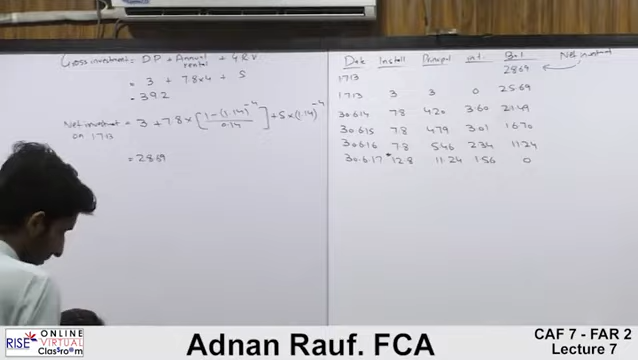 Gross investment = DP + Annual rental + GRV
= 3 + 7.8x4 + 5
= 39.2
Net investment on 1.7.13 = 3 + 7.8 x [ 1-(1.14)^-4 / 0.14 ] + 5 x (1.14)^-4
= 28.69
Date Install Principal int. Bal Net investment
1.7.13 28.69
1.7.13 3 3 0 25.69
30.6.14 7.8 4.20 3.60 21.49
30.6.15 7.8 4.79 3.01 16.70
30.6.16 7.8 5.46 2.34 11.24
30.6.17 12.8 11.24 1.56 0
RISE ONLINE VIRTUAL Classroom
Adnan Rauf. FCA
CAF 7 - FAR 2
Lecture 7